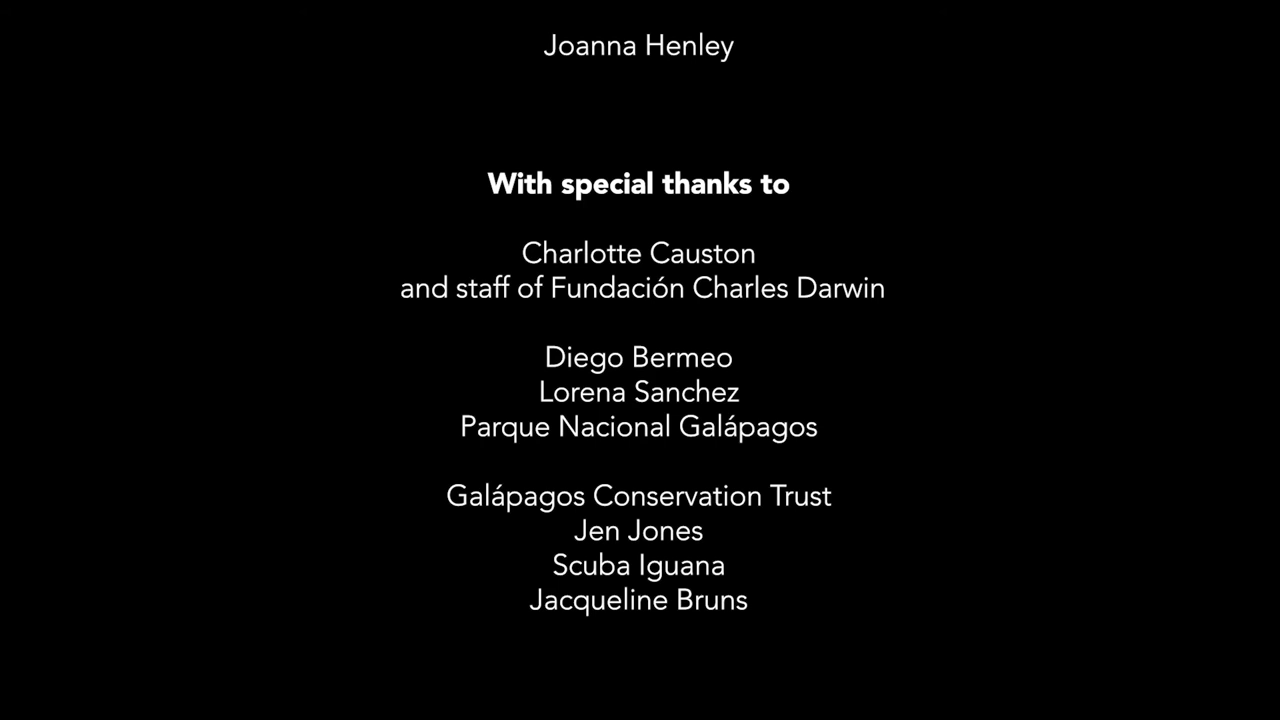 Joanna Henley
With special thanks to
Charlotte Causton
and staff of Fundación Charles Darwin
Diego Bermeo
Lorena Sanchez
Parque Nacional Galápagos
Galápagos Conservation Trust
Jen Jones
Scuba Iguana
Jacqueline Bruns